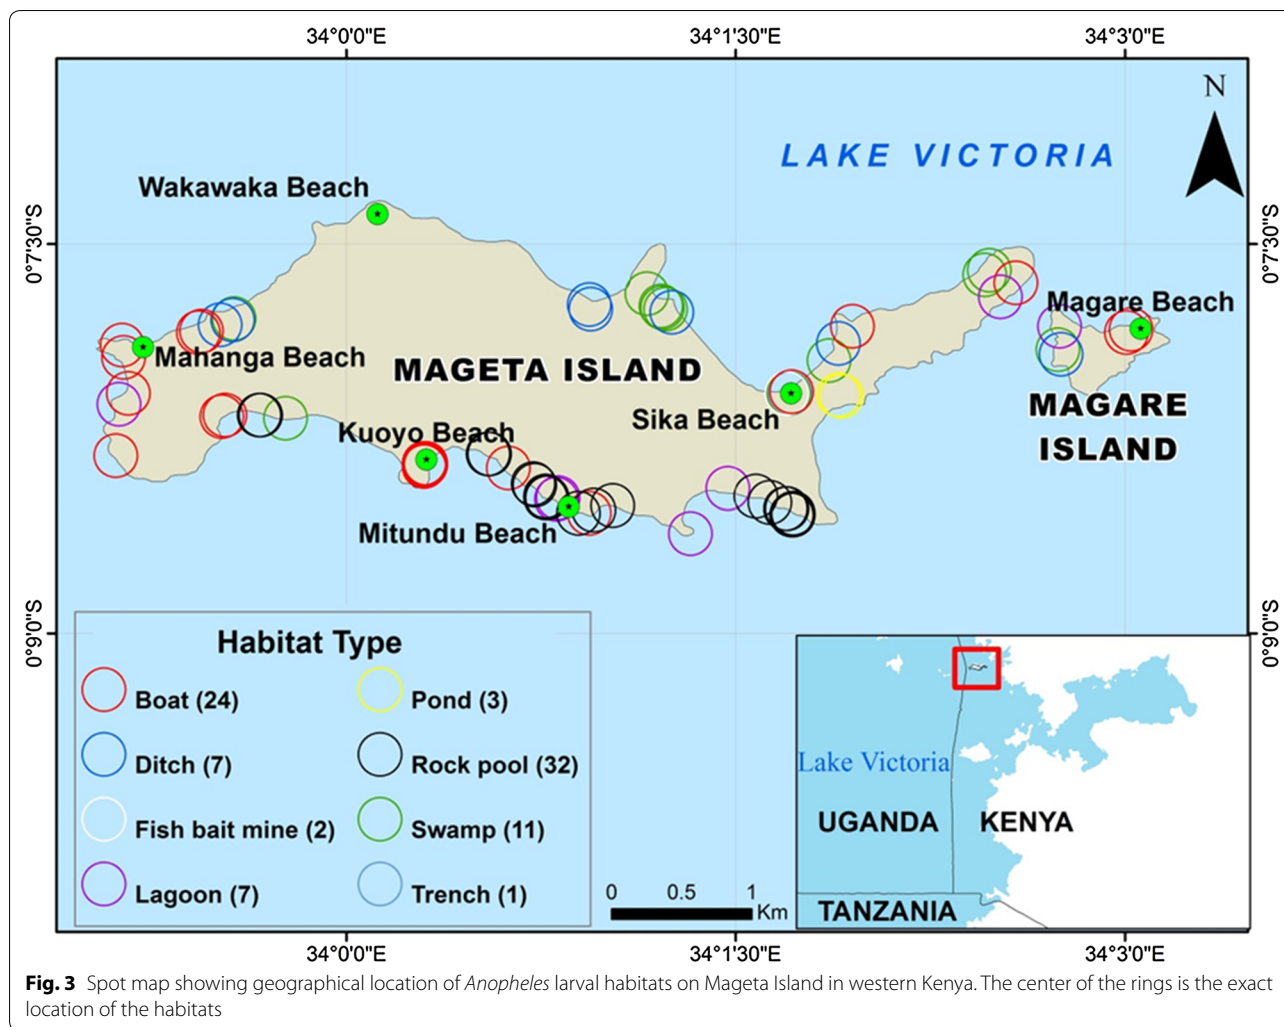 34°0'0"E 34°1'30"E 34°3'0"E
N
LAKE VICTORIA
Wakawaka Beach
0°7'30"S 0°7'30"S
Magare Beach
Mahanga Beach
MAGETA ISLAND
MAGARE
ISLAND
Sika Beach
Kuoyo Beach
Mitundu Beach
0°9'0"S 0°9'0"S
Habitat Type
Boat (24) Pond (3)
Ditch (7) Rock pool (32)
Fish bait mine (2) Swamp (11)
Lagoon (7) Trench (1)
0 0.5 1
Km
Lake Victoria
UGANDA KENYA
TANZANIA
34°0'0"E 34°1'30"E 34°3'0"E
Fig. 3 Spot map showing geographical location of Anopheles larval habitats on Mageta Island in western Kenya. The center of the rings is the exact
location of the habitats